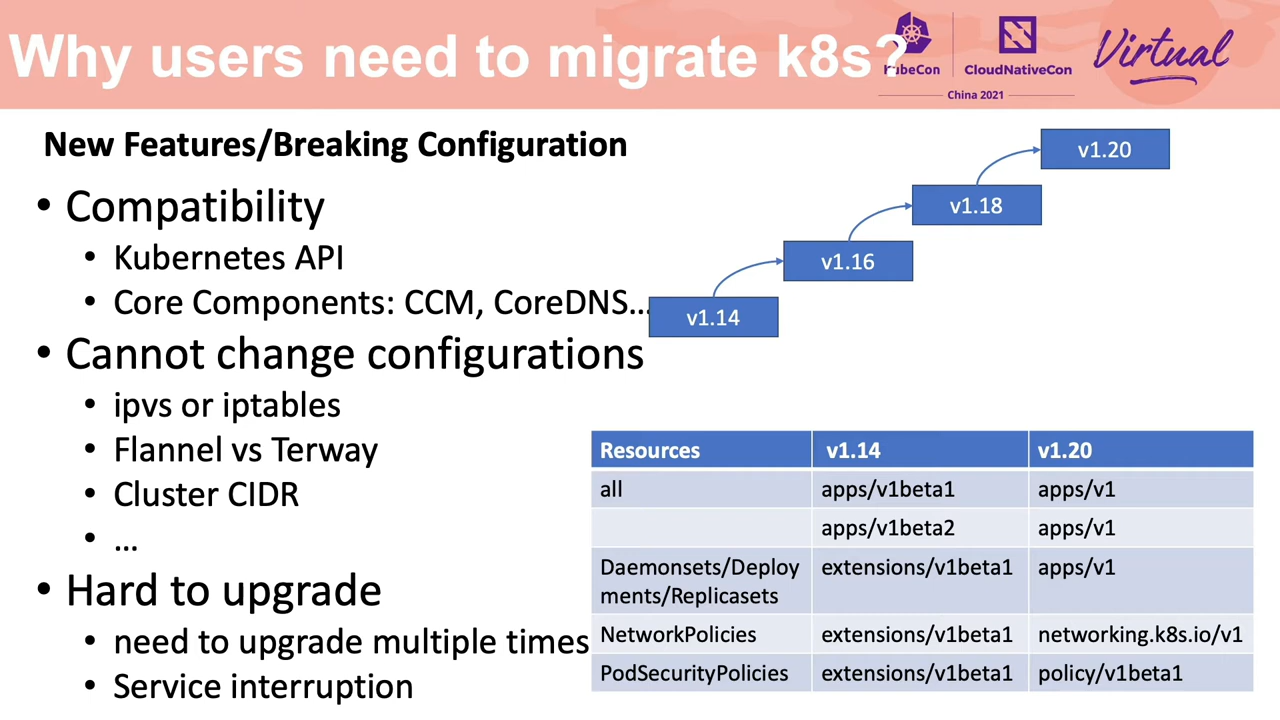 Why users need to migrate k8s?
KubeCon
CloudNativeCon
China 2021
Virtual
New Features/Breaking Configuration
• Compatibility
• Kubernetes API
• Core Components: CCM, CoreDNS...
• Cannot change configurations
• ipvs or iptables
• Flannel vs Terway
• Cluster CIDR
• ...
• Hard to upgrade
• need to upgrade multiple times
• Service interruption
v1.20
v1.18
v1.16
v1.14
Resources v1.14 v1.20
all apps/v1beta1 apps/v1
apps/v1beta2 apps/v1
Daemonsets/Deploy extensions/v1beta1 apps/v1
ments/Replicasets
NetworkPolicies extensions/v1beta1 networking.k8s.io/v1
PodSecurityPolicies extensions/v1beta1 policy/v1beta1